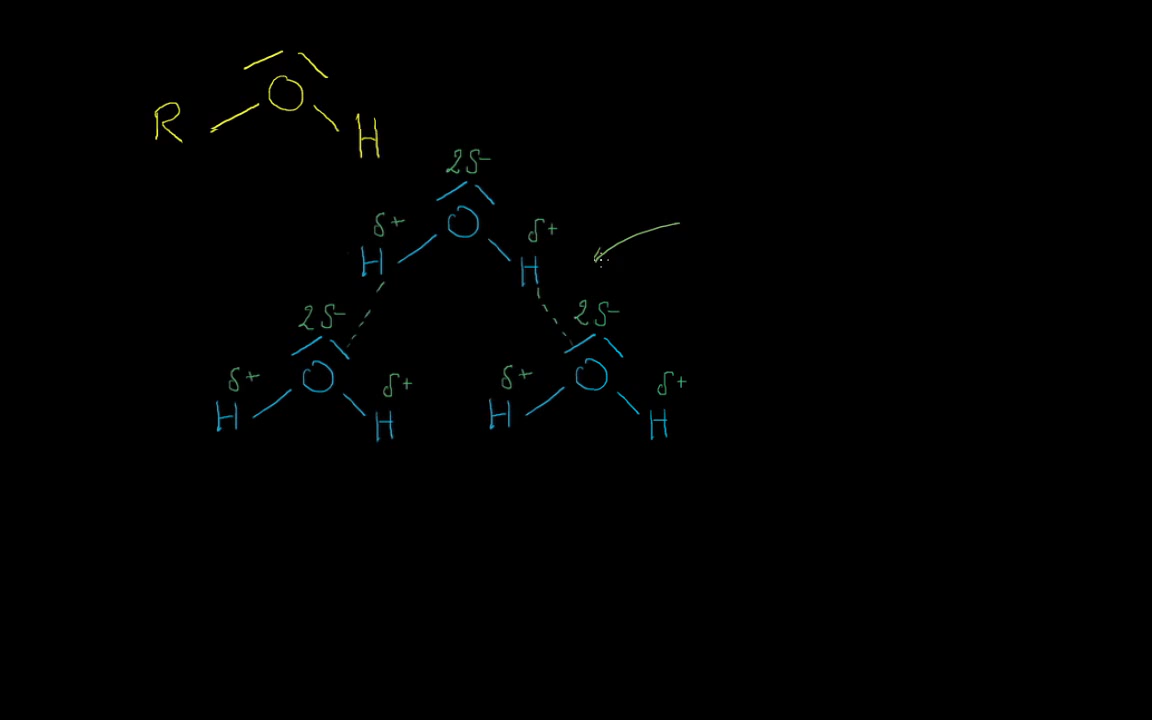 R O H
2δ-
δ+ O δ+
H H
2δ- 2δ-
δ+ O δ+ δ+ O δ+
H H H H